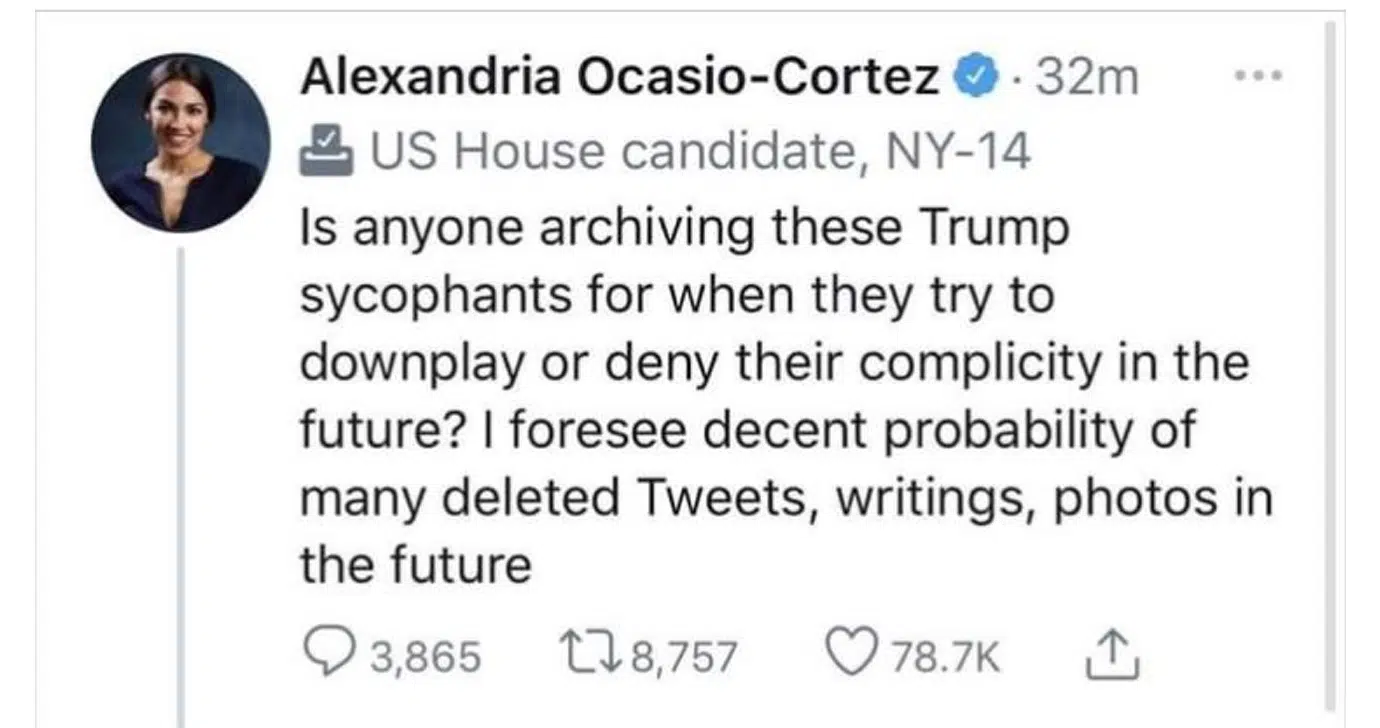 Alexandria Ocasio-Cortez · 32m
US House candidate, NY-14
Is anyone archiving these Trump
sycophants for when they try to
downplay or deny their complicity in the
future? I foresee decent probability of
many deleted Tweets, writings, photos in
the future
3,865 8,757 78.7K